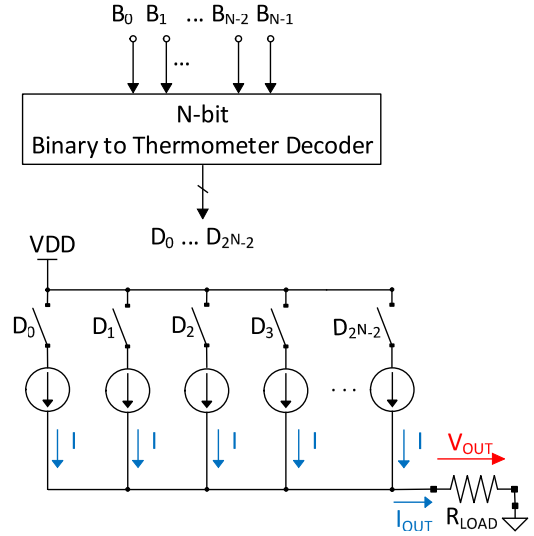 B0 B1 ... BN-2 BN-1
...
N-bit
Binary to Thermometer Decoder
D0 ... D2N-2
VDD
D0 D1 D2 D3 D2N-2
...
I I I I I
VOUT
IOUT RLOAD